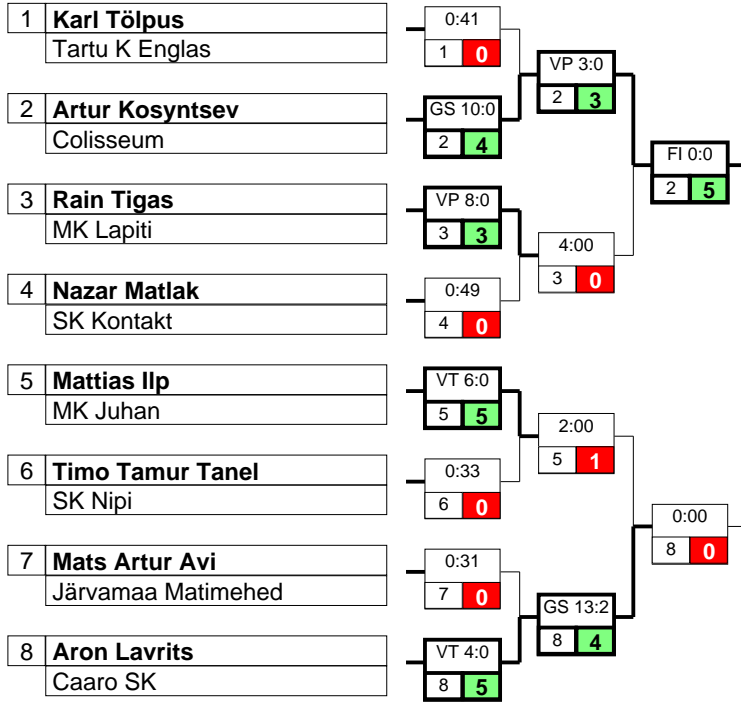 1 Karl Tölpus
Tartu K Englas
0:41
1 0
VP 3:0
2 3
2 Artur Kosyntsev
Colisseum
GS 10:0
2 4
FI 0:0
2 5
3 Rain Tigas
MK Lapiti
VP 8:0
3 3
4:00
3 0
4 Nazar Matlak
SK Kontakt
0:49
4 0
5 Mattias Ilp
MK Juhan
VT 6:0
5 5
2:00
5 1
6 Timo Tamur Tanel
SK Nipi
0:33
6 0
0:00
8 0
7 Mats Artur Avi
Järvamaa Matimehed
0:31
7 0
GS 13:2
8 4
8 Aron Lavrits
Caaro SK
VT 4:0
8 5